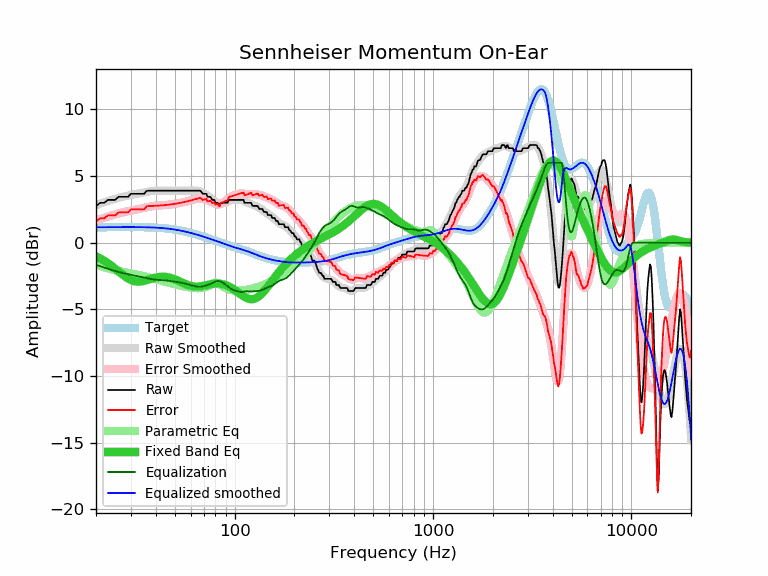 Sennheiser Momentum On-Ear
10
5
0
−5
−10
−15
−20
Amplitude (dBr)
Target
Raw Smoothed
Error Smoothed
Raw
Error
Parametric Eq
Fixed Band Eq
Equalization
Equalized smoothed
100 1000 10000
Frequency (Hz)